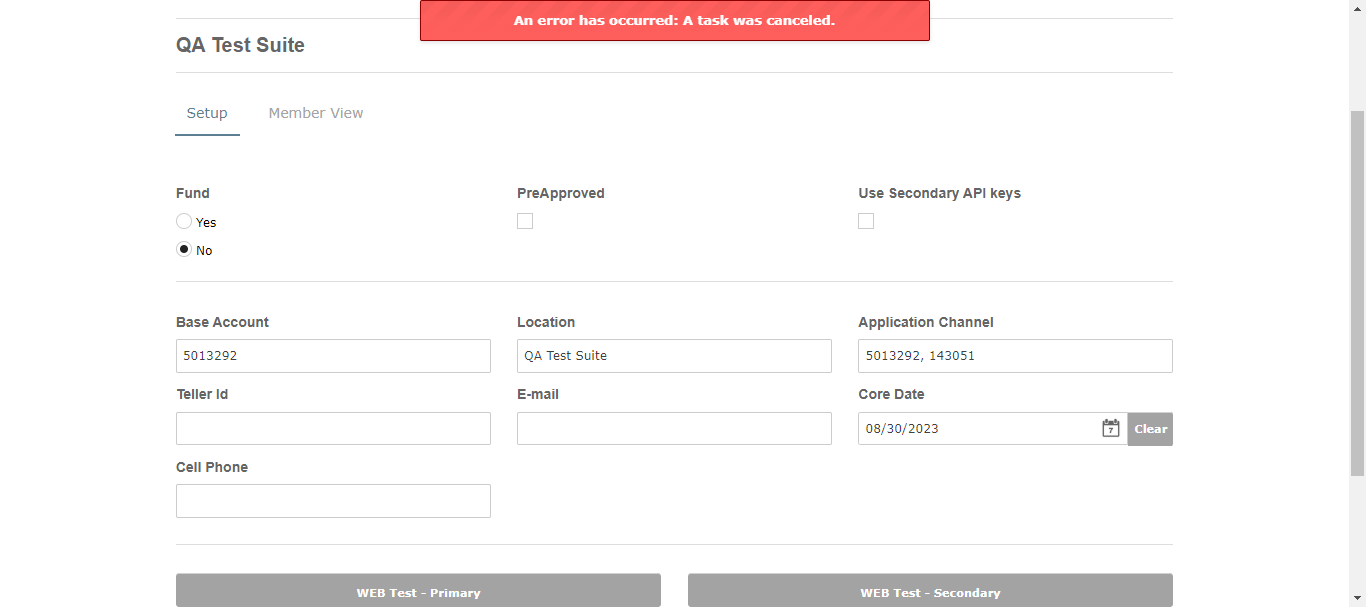 An error has occurred: A task was canceled.
QA Test Suite
Setup Member View
Fund PreApproved Use Secondary API keys
Yes
No
Base Account Location Application Channel
5013292 QA Test Suite 5013292, 143051
Teller Id E-mail Core Date
08/30/2023 7 Clear
Cell Phone
WEB Test - Primary WEB Test - Secondary